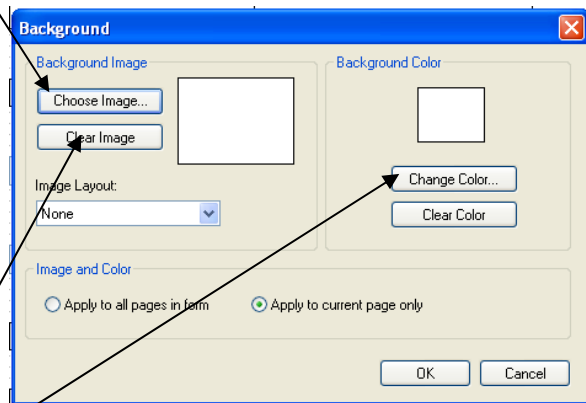 Background
Background Image
Background Color
Choose Image...
Clear Image
Change Color...
Image Layout:
None
Clear Color
Image and Color
Apply to all pages in form
Apply to current page only
OK
Cancel